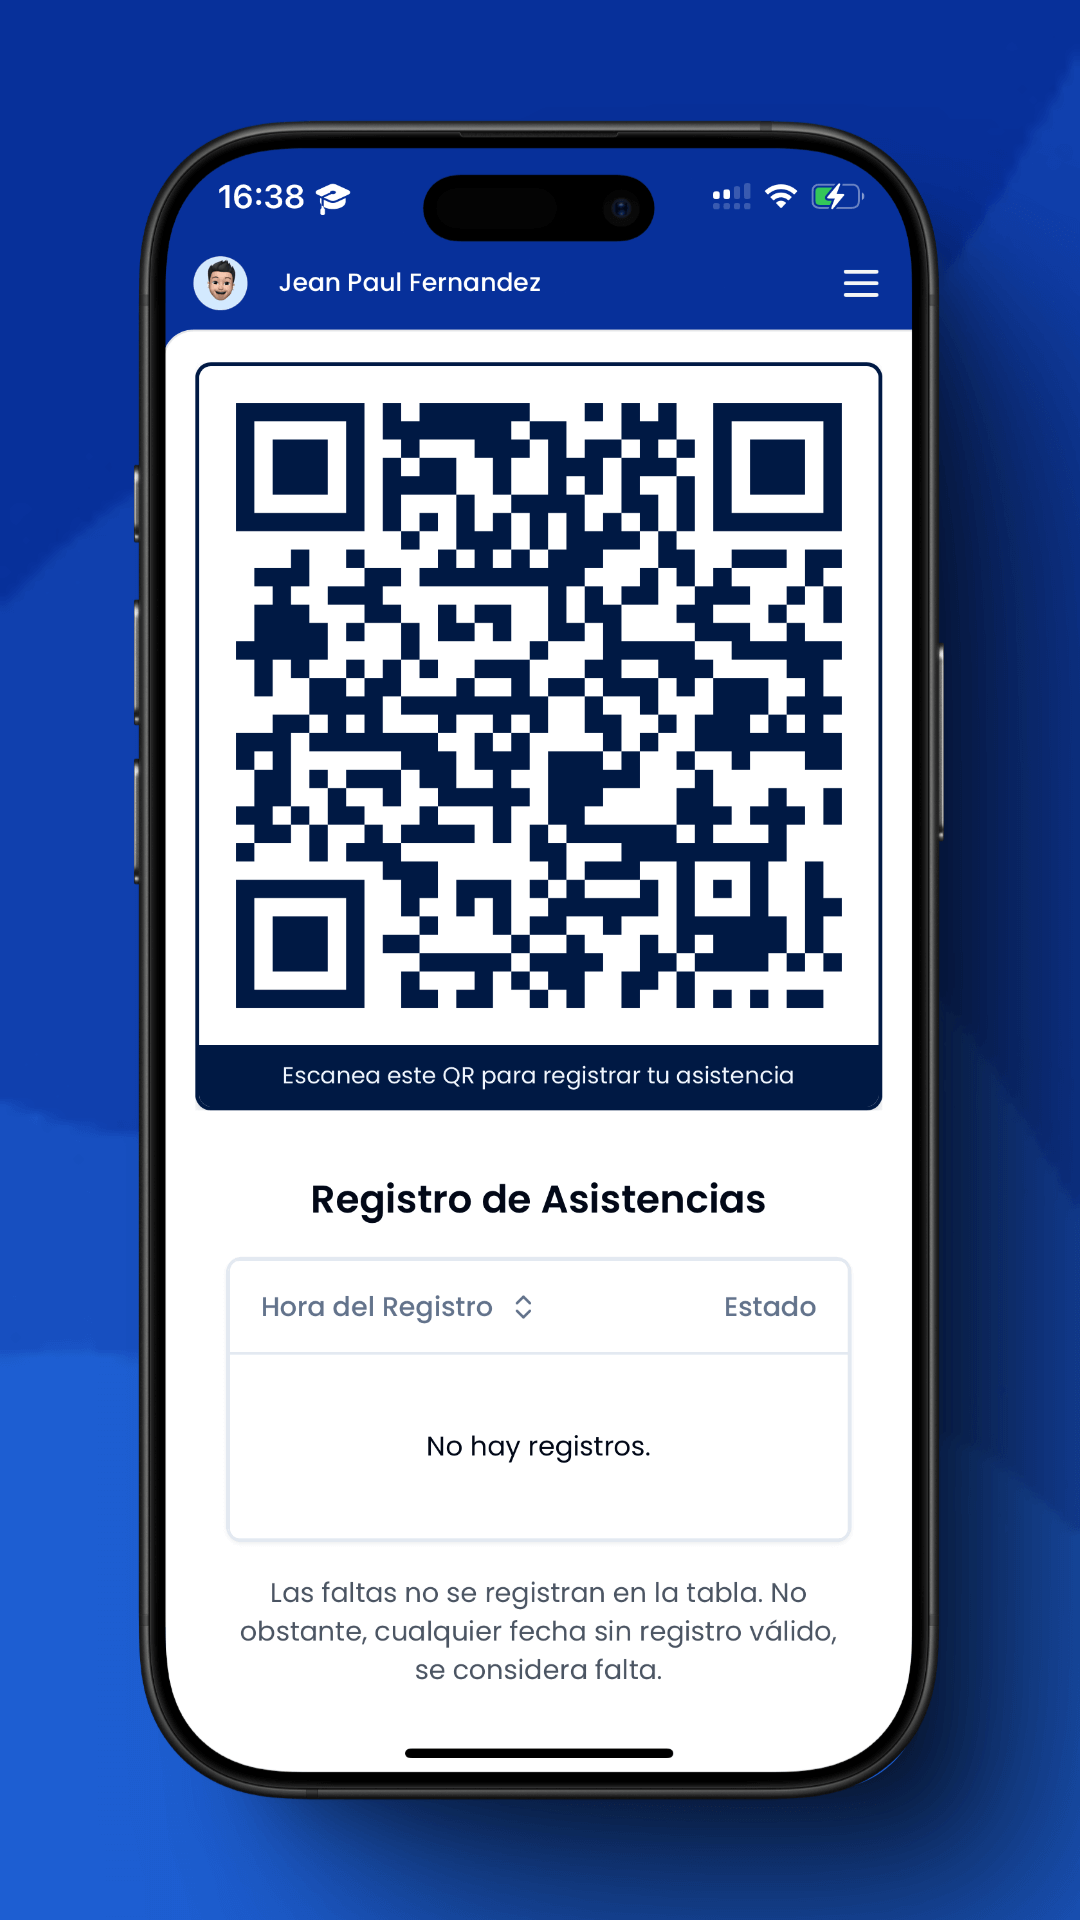 16:38
Jean Paul Fernandez
Escanea este QR para registrar tu asistencia
Registro de Asistencias
Hora del Registro
Estado
No hay registros.
Las faltas no se registran en la tabla. No
obstante, cualquier fecha sin registro válido,
se considera falta.